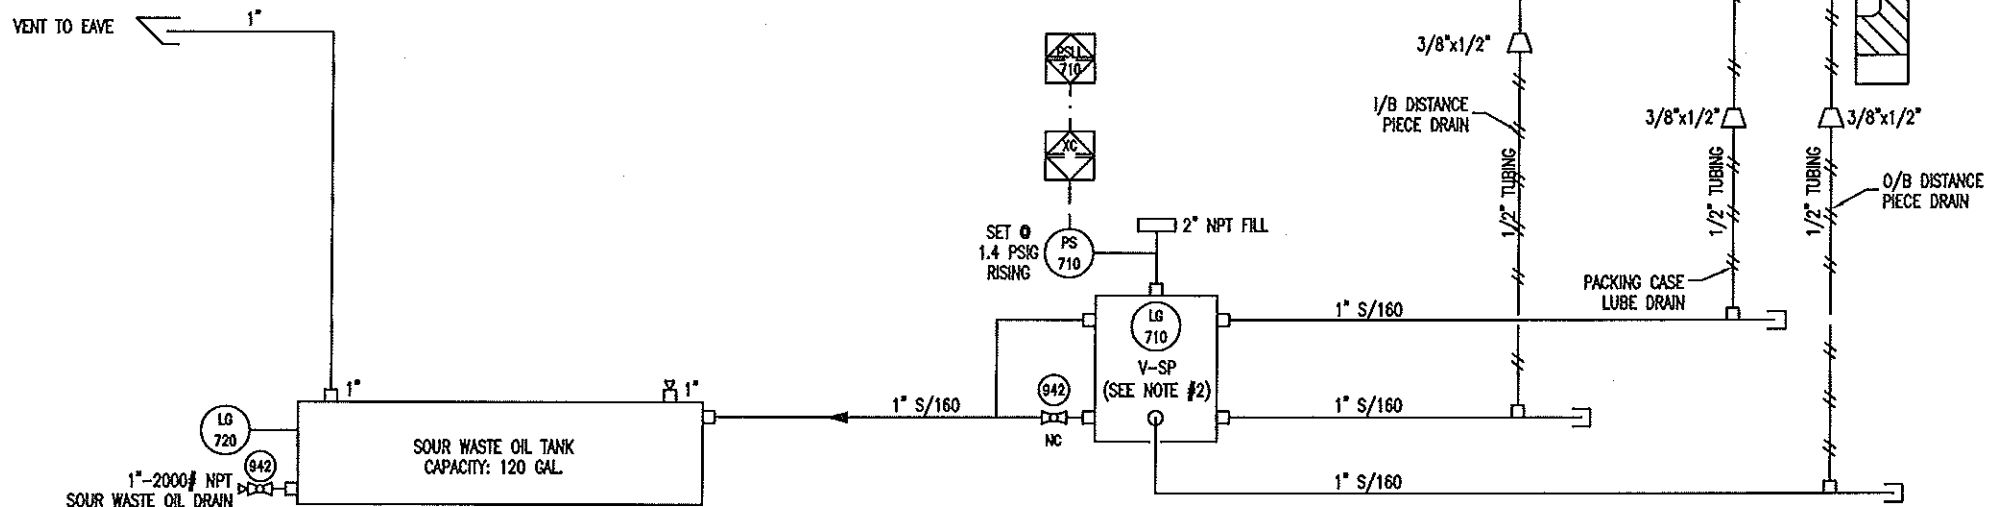 VENT TO EAVE
1"
PSLL
710
XC
SET @
1.4 PSIG
RISING
PS
710
2" NPT FILL
3/8"x1/2"
I/B DISTANCE
PIECE DRAIN
1/2" TUBING
3/8"x1/2"
1/2" TUBING
PACKING CASE
LUBE DRAIN
3/8"x1/2"
1/2" TUBING
O/B DISTANCE
PIECE DRAIN
LG
710
V-SP
(SEE NOTE #2)
1" S/160
1" S/160
1" S/160
942
NC
1" S/160
1"
1"
LG
720
SOUR WASTE OIL TANK
CAPACITY: 120 GAL.
942
1"-2000# NPT
SOUR WASTE OIL DRAIN